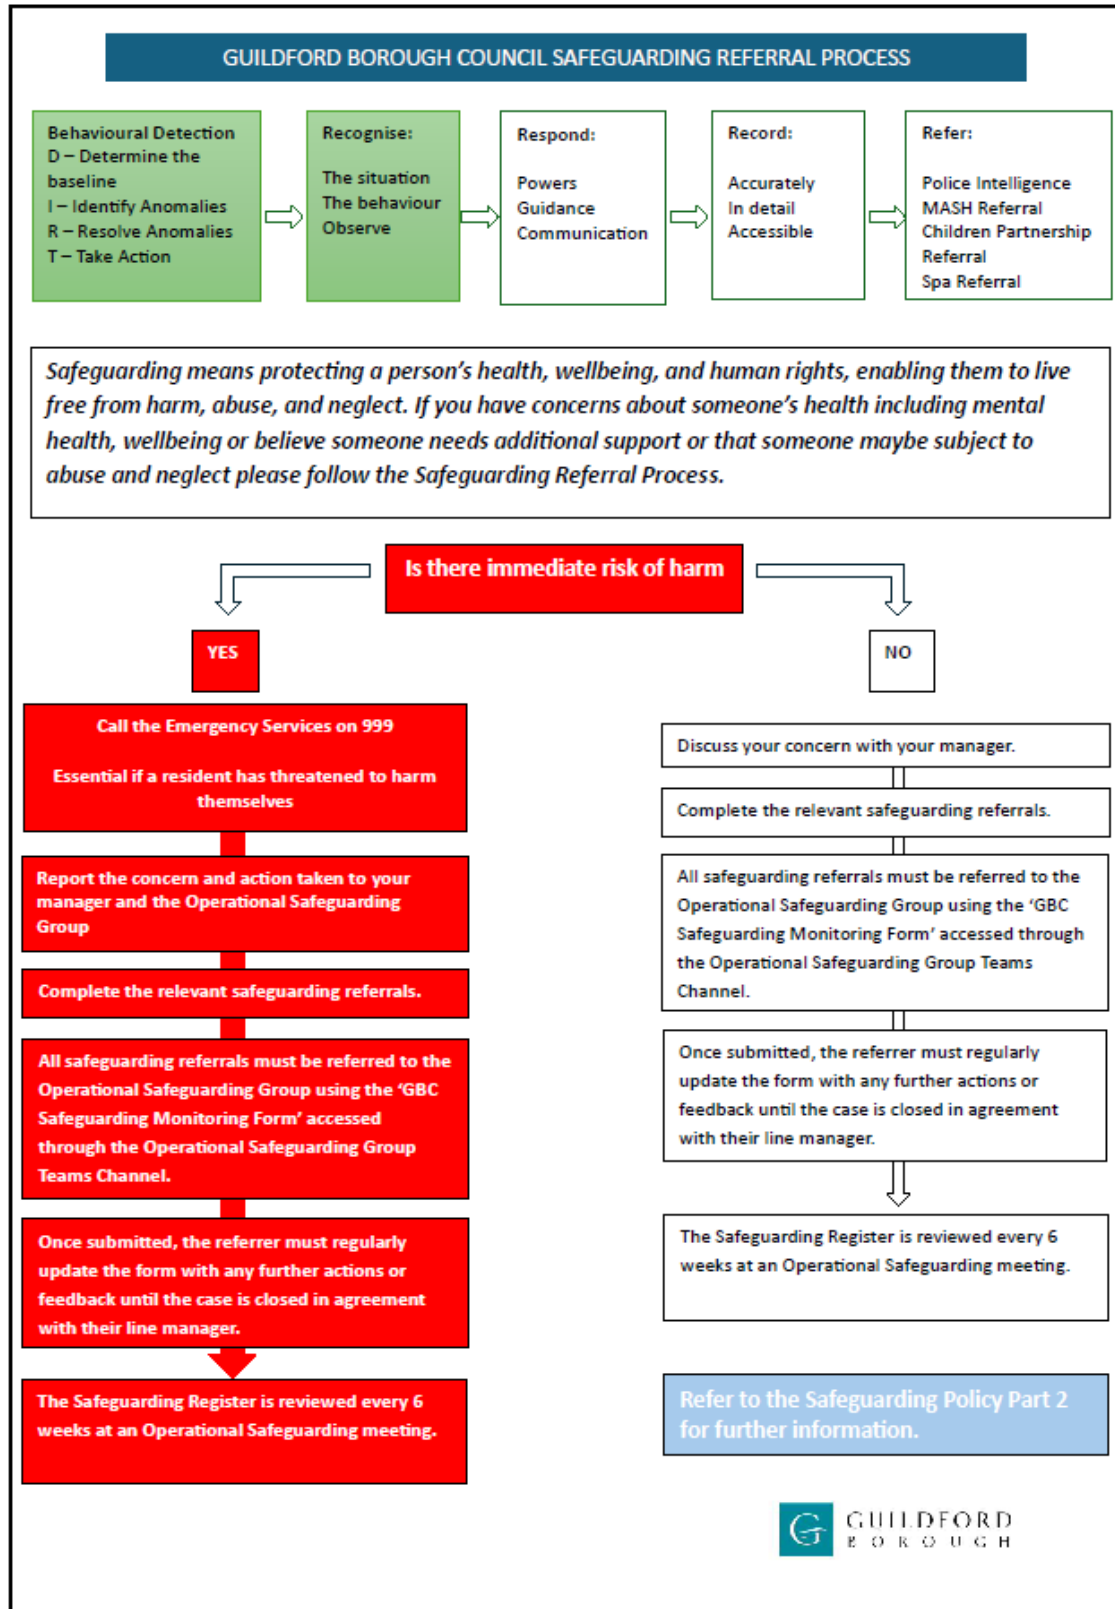 GUILDFORD BOROUGH COUNCIL SAFEGUARDING REFERRAL PROCESS
Behavioural Detection
D – Determine the
baseline
I – Identify Anomalies
R – Resolve Anomalies
T – Take Action
Recognise:
The situation
The behaviour
Observe
Respond:
Powers
Guidance
Communication
Record:
Accurately
In detail
Accessible
Refer:
Police Intelligence
MASH Referral
Children Partnership
Referral
Spa Referral
Safeguarding means protecting a person's health, wellbeing, and human rights, enabling them to live
free from harm, abuse, and neglect. If you have concerns about someone's health including mental
health, wellbeing or believe someone needs additional support or that someone maybe subject to
abuse and neglect please follow the Safeguarding Referral Process.
Is there immediate risk of harm
YES
Call the Emergency Services on 999
Essential if a resident has threatened to harm
themselves
Report the concern and action taken to your
manager and the Operational Safeguarding
Group
Complete the relevant safeguarding referrals.
All safeguarding referrals must be referred to the
Operational Safeguarding Group using the 'GBC
Safeguarding Monitoring Form' accessed
through the Operational Safeguarding Group
Teams Channel.
Once submitted, the referrer must regularly
update the form with any further actions or
feedback until the case is closed in agreement
with their line manager.
The Safeguarding Register is reviewed every 6
weeks at an Operational Safeguarding meeting.
NO
Discuss your concern with your manager.
Complete the relevant safeguarding referrals.
All safeguarding referrals must be referred to the
Operational Safeguarding Group using the 'GBC
Safeguarding Monitoring Form' accessed through
the Operational Safeguarding Group Teams
Channel.
Once submitted, the referrer must regularly
update the form with any further actions or
feedback until the case is closed in agreement
with their line manager.
The Safeguarding Register is reviewed every 6
weeks at an Operational Safeguarding meeting.
Refer to the Safeguarding Policy Part 2
for further information.
G
GUILDFORD
BOROUGH